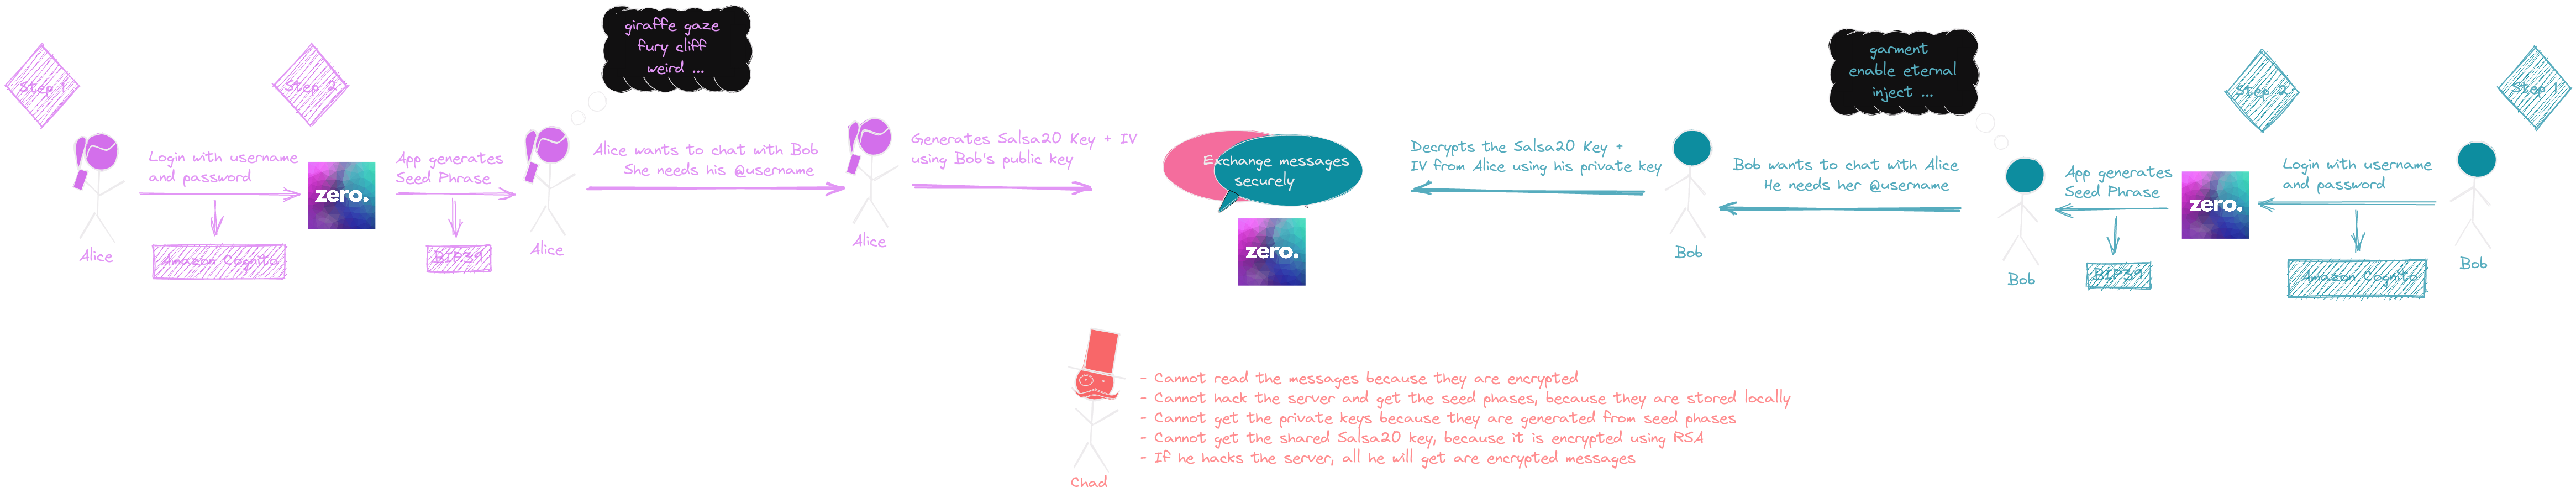 Step 1
Alice
Login with username
and password
Amazon Cognito
Step 2
zero.
App generates
Seed Phrase
BIP39
giraffe gaze
fury cliff
weird ...
Alice
Alice wants to chat with Bob
She needs his @username
Alice
Generates Salsa20 Key + IV
using Bob's public key
Exchange messages
securely
zero.
Decrypts the Salsa20 Key +
IV from Alice using his private key
Bob
Bob wants to chat with Alice
He needs her @username
garment
enable eternal
inject ...
Bob
App generates
Seed Phrase
BIP39
Step 2
zero.
Login with username
and password
Amazon Cognito
Step 1
Bob
- Cannot read the messages because they are encrypted
- Cannot hack the server and get the seed phases, because they are stored locally
- Cannot get the private keys because they are generated from seed phases
- Cannot get the shared Salsa20 key, because it is encrypted using RSA
- If he hacks the server, all he will get are encrypted messages
Chad